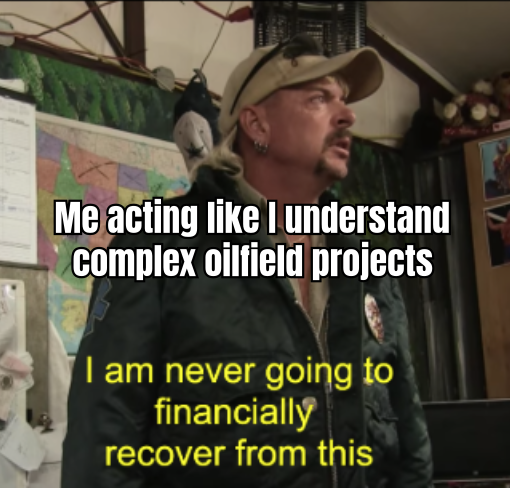 Me acting like I understand
complex oilfield projects
I am never going to
financially
recover from this